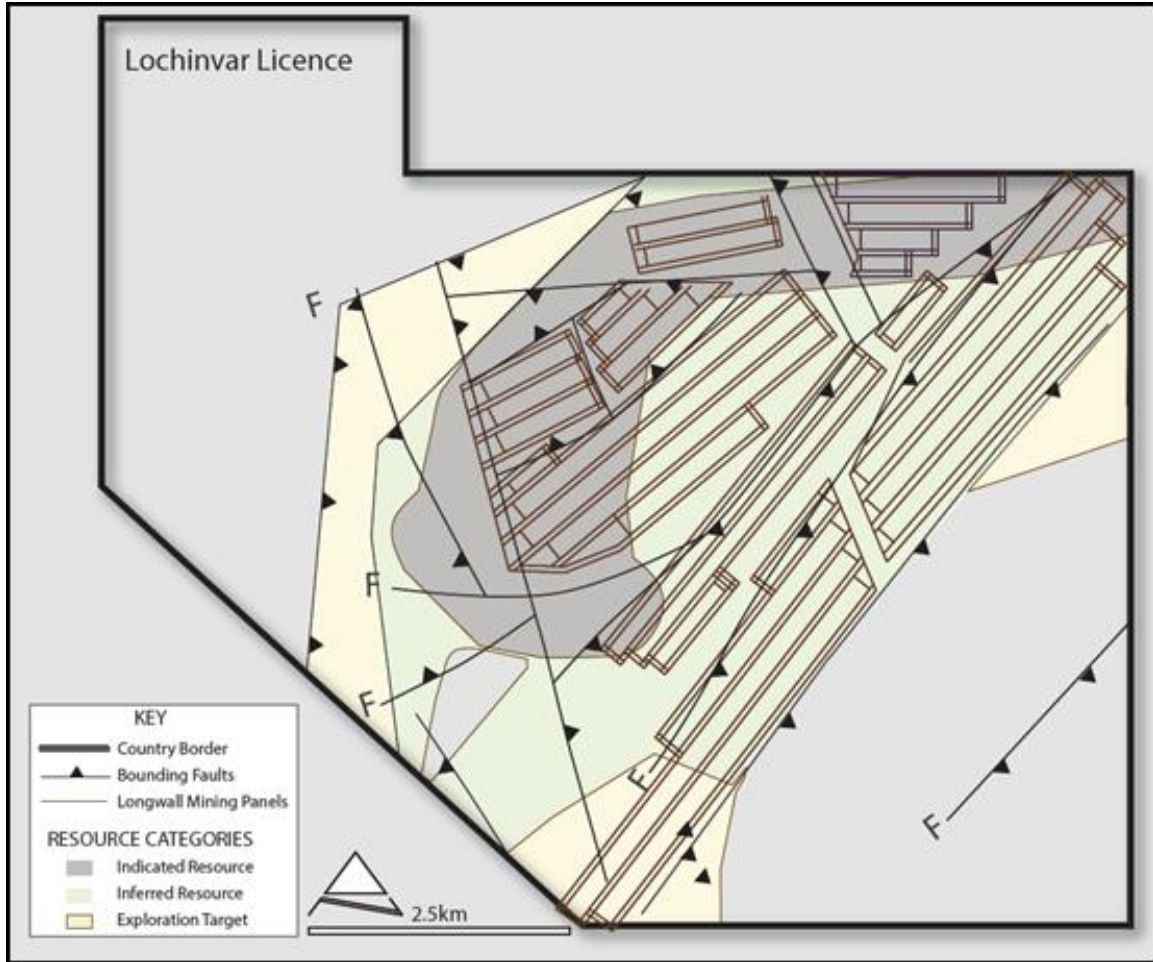 Lochinvar Licence
F
F
F
F
F
KEY
Country Border
Bounding Faults
Longwall Mining Panels
RESOURCE CATEGORIES
Indicated Resource
Inferred Resource
Exploration Target
2.5km